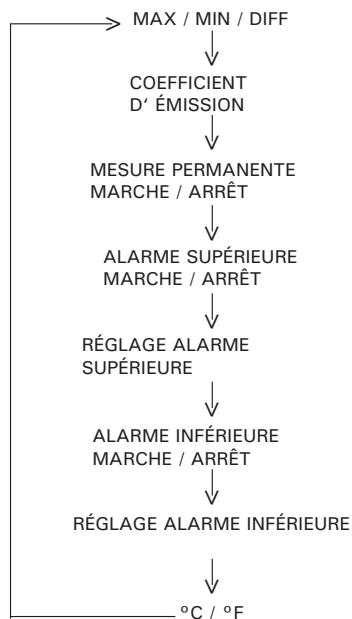 MAX / MIN / DIFF
COEFFICIENT
D' ÉMISSION
MESURE PERMANENTE
MARCHE / ARRÊT
ALARME SUPÉRIEURE
MARCHE / ARRÊT
RÉGLAGE ALARME
SUPÉRIEURE
ALARME INFÉRIEURE
MARCHE / ARRÊT
RÉGLAGE ALARME INFÉRIEURE
ºC / ºF